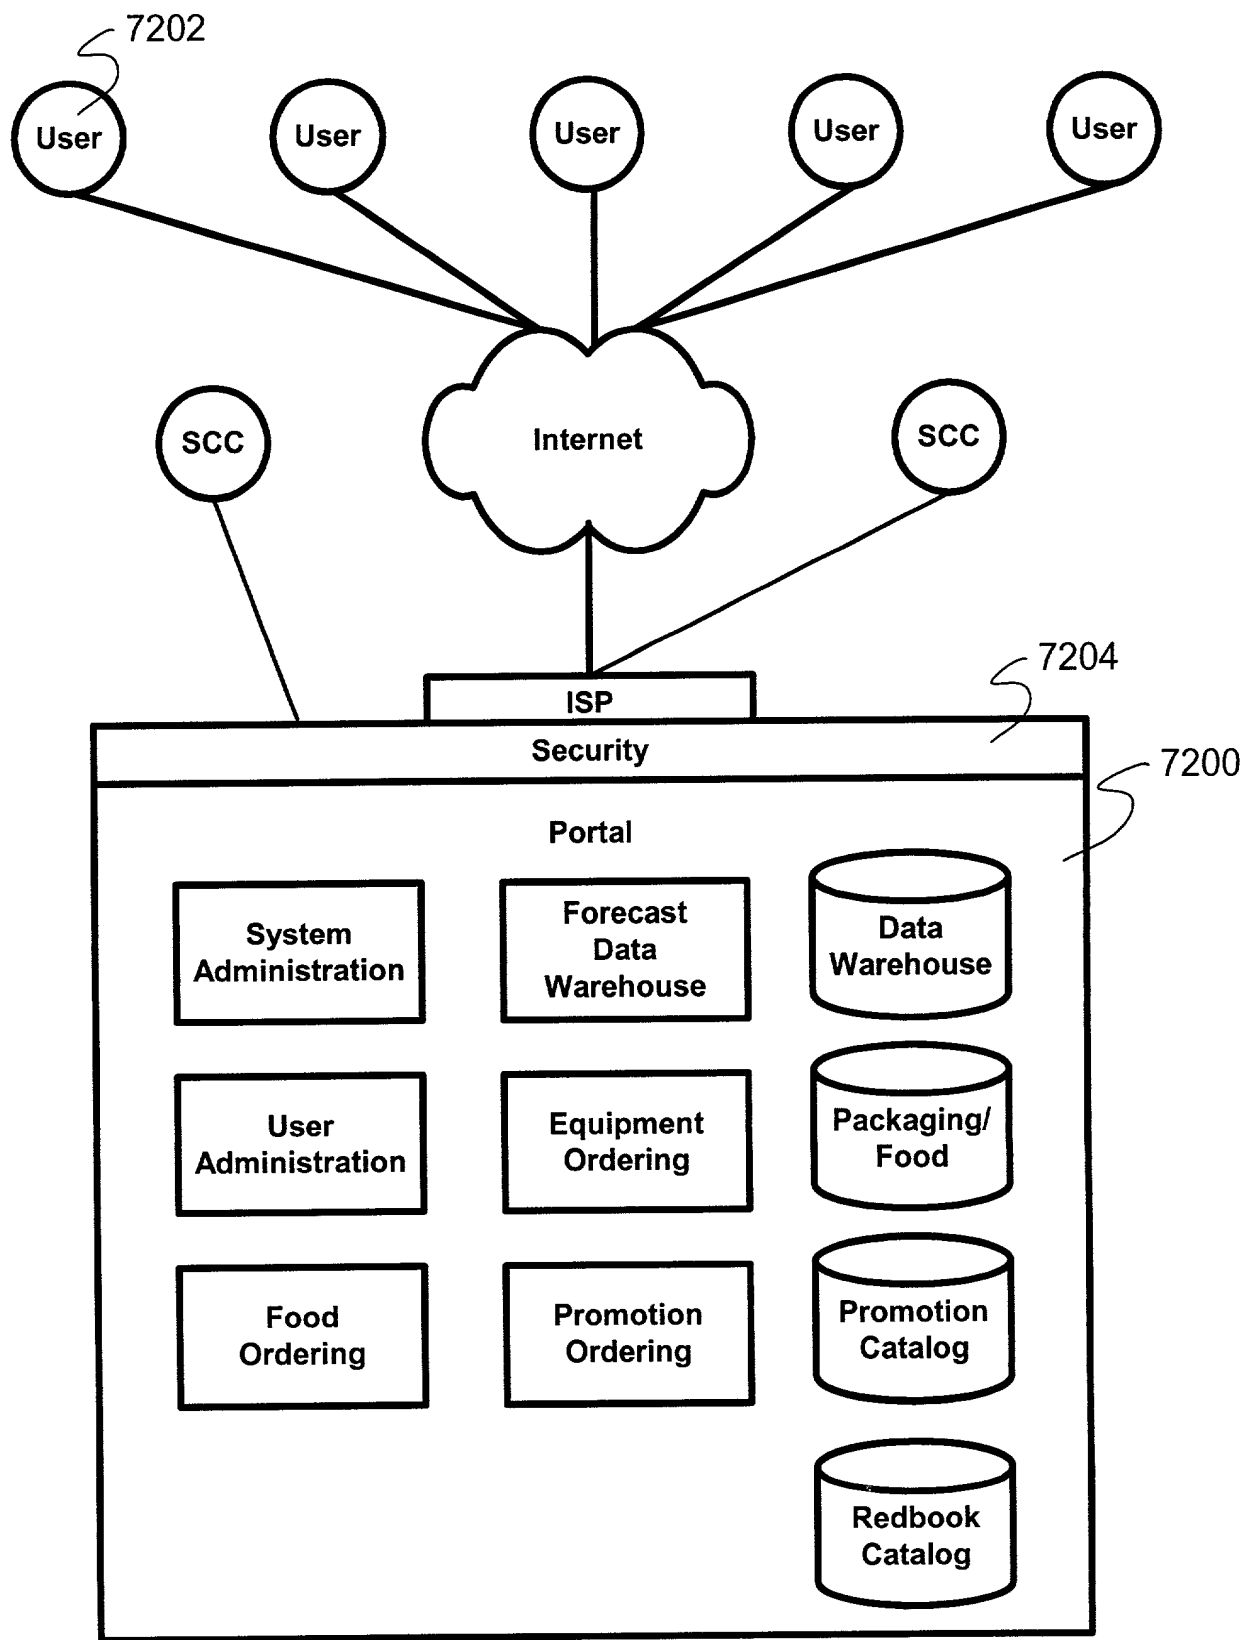 7202
User
User
User
User
User
SCC
Internet
SCC
7204
ISP
Security
7200
Portal
System
Administration
Forecast
Data
Warehouse
Data
Warehouse
User
Administration
Equipment
Ordering
Packaging/
Food
Food
Ordering
Promotion
Ordering
Promotion
Catalog
Redbook
Catalog